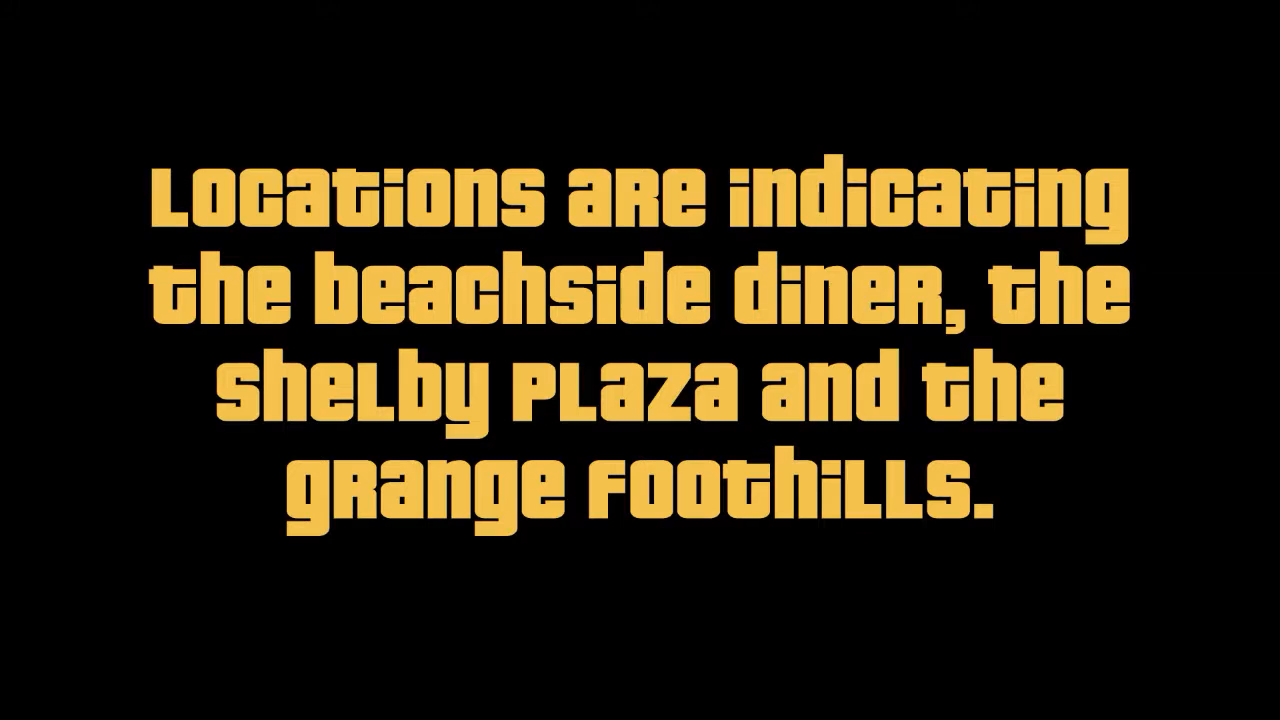 Locations are indicating
the beachside diner, the
shelby plaza and the
grange foothills.